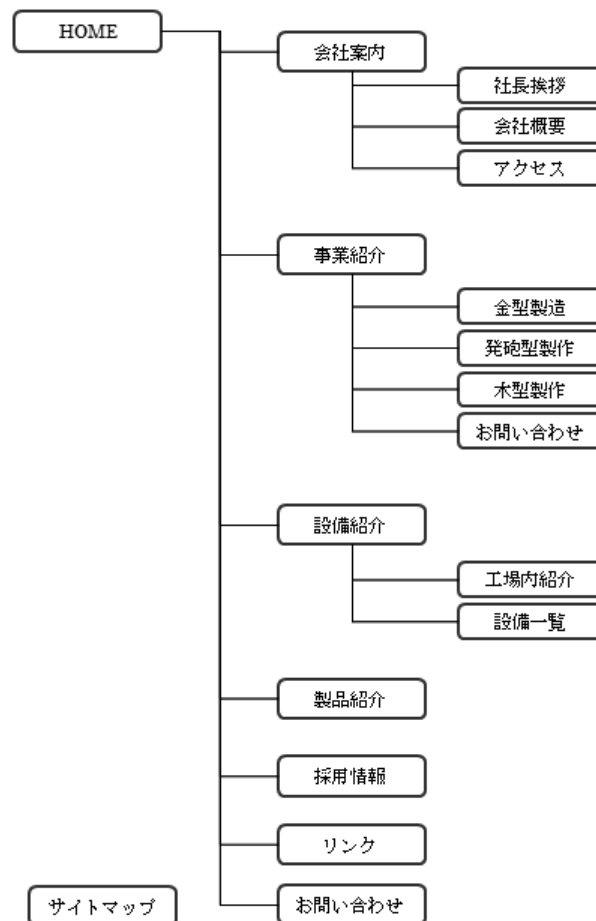 HOME
会社案内
社長挨拶
会社概要
アクセス
事業紹介
金型製造
発砲型製作
木型製作
お問い合わせ
設備紹介
工場内紹介
設備一覧
製品紹介
採用情報
リンク
お問い合わせ
サイトマップ